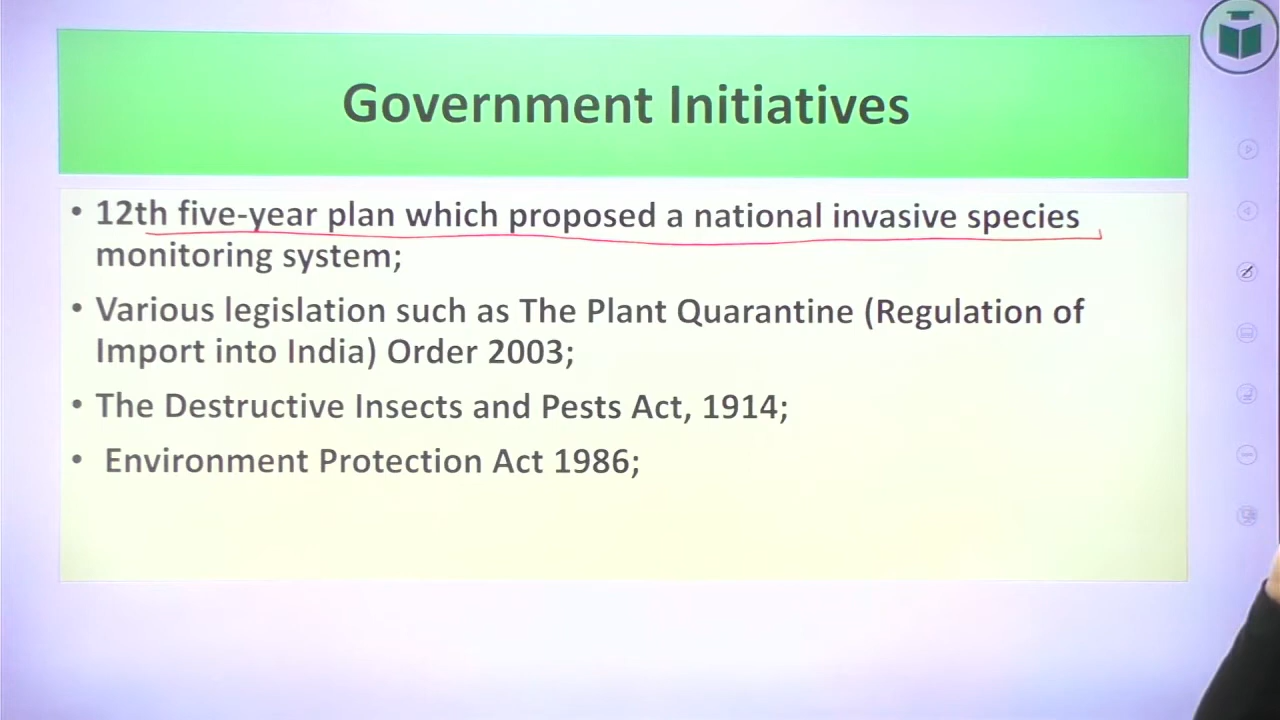 Government Initiatives
• 12th five-year plan which proposed a national invasive species
monitoring system;
• Various legislation such as The Plant Quarantine (Regulation of
Import into India) Order 2003;
• The Destructive Insects and Pests Act, 1914;
• Environment Protection Act 1986;